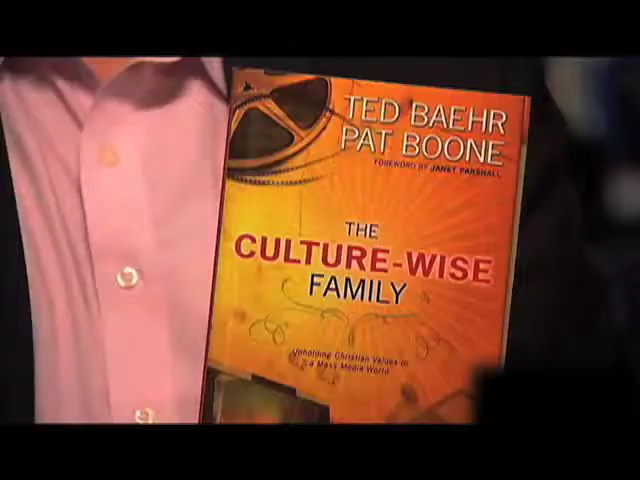 TED BAEHR
PAT BOONE
FOREWORD BY JANET PARSHALL
THE
CULTURE-WISE
FAMILY
Upholding Christian Values in
a Mass Media World